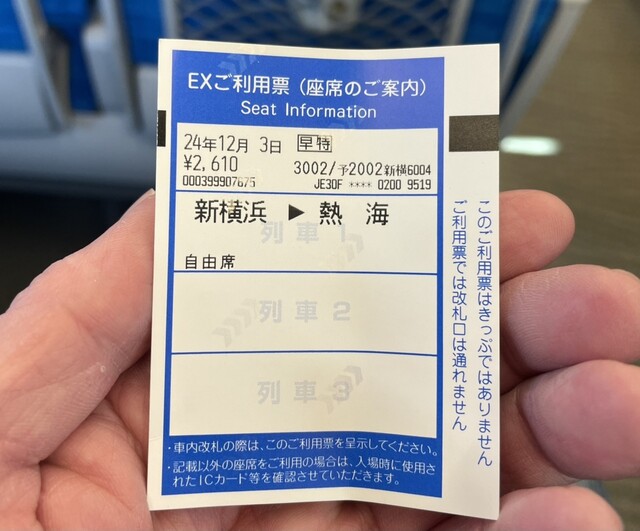 EXご利用票（座席のご案内）
Seat Information
24年12月 3日 早特
¥2,610 3002/予2002新横6004
000399907675 JE30F **** 0200 9519
新横浜 ▶ 熱海
列車1
自由席
列車2
列車3
・車内改札の際は、このご利用票を呈示してください。
・記載以外の座席をご利用の場合は、入場時に使用さ
れたICカード等を確認させていただきます。
このご利用票はきっぷではありません
ご利用票では改札口は通れません